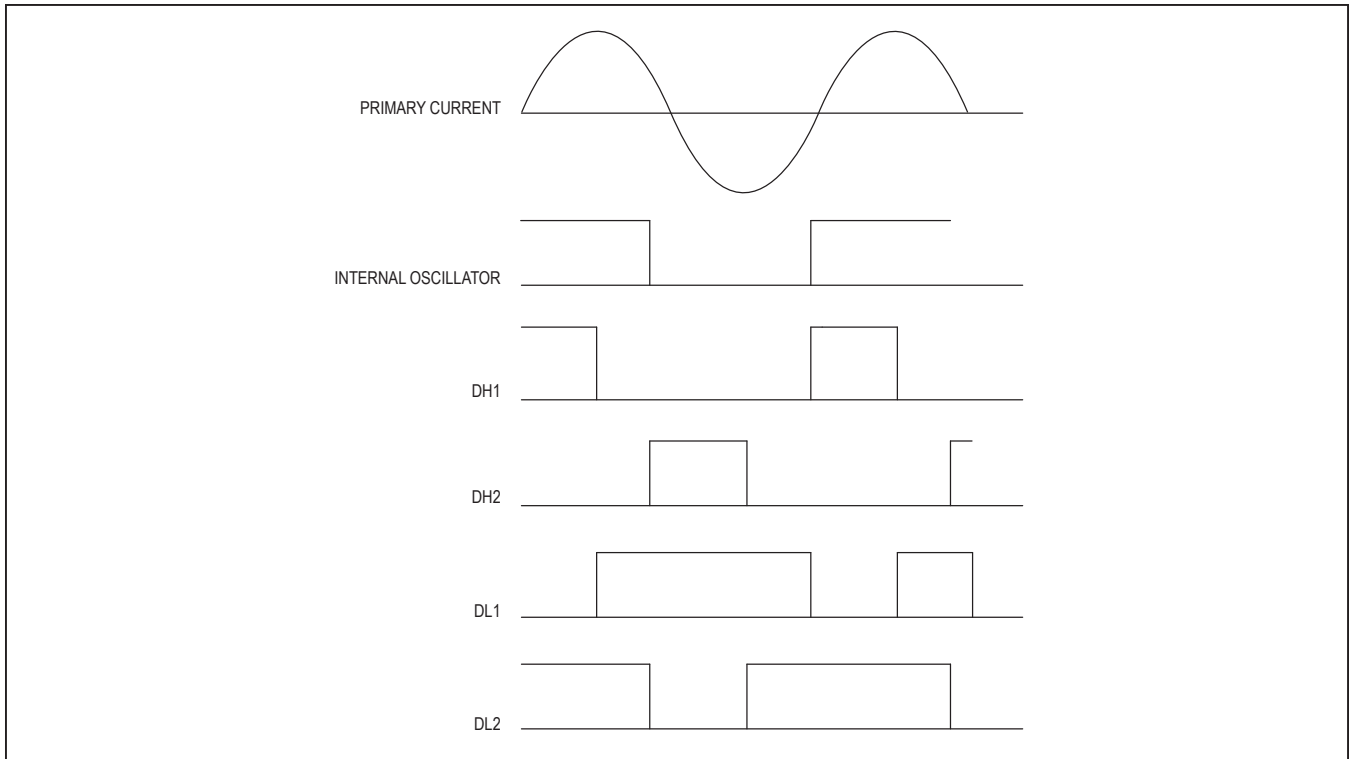 PRIMARY CURRENT
INTERNAL OSCILLATOR
DH1
DH2
DL1
DL2